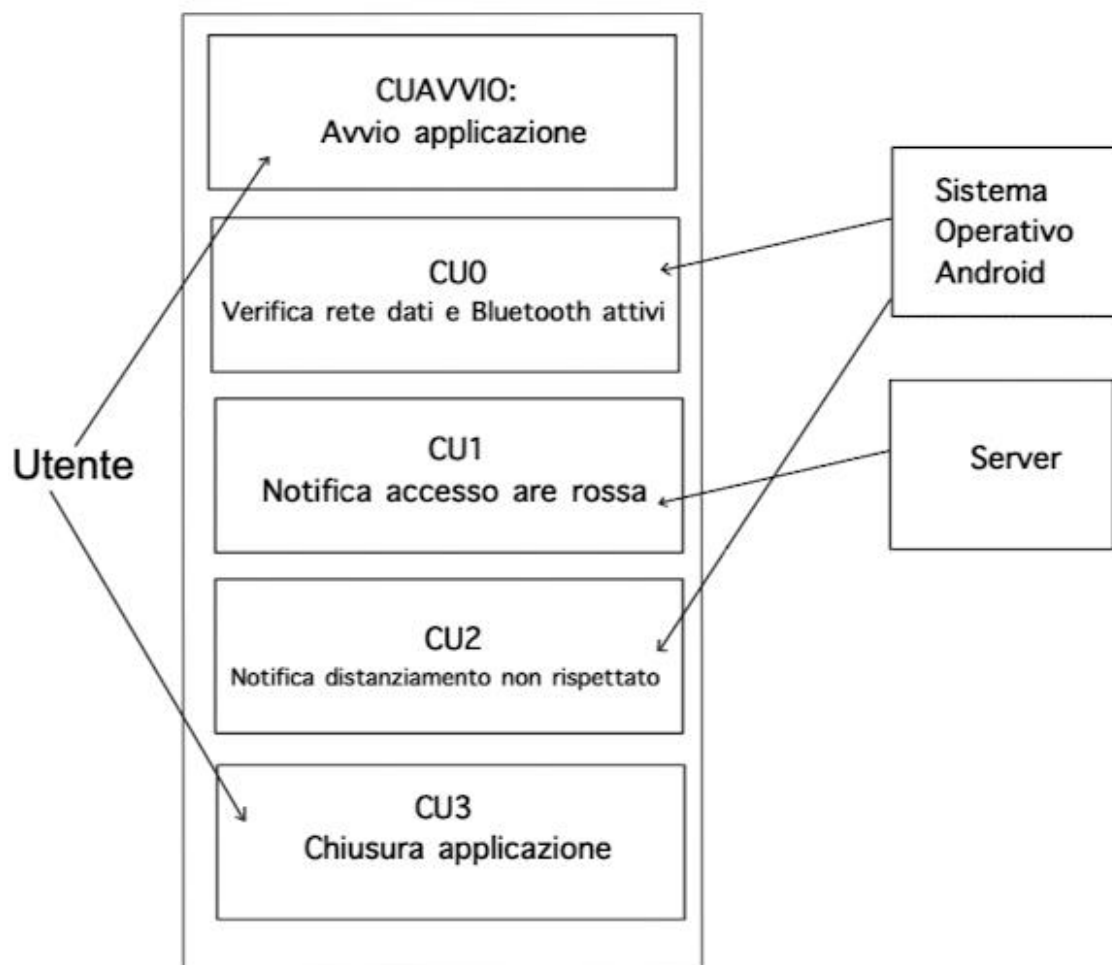 CUAVVIO:
Avvio applicazione
CU0
Verifica rete dati e Bluetooth attivi
CU1
Notifica accesso are rossa
CU2
Notifica distanziamento non rispettato
CU3
Chiusura applicazione
Utente
Sistema
Operativo
Android
Server